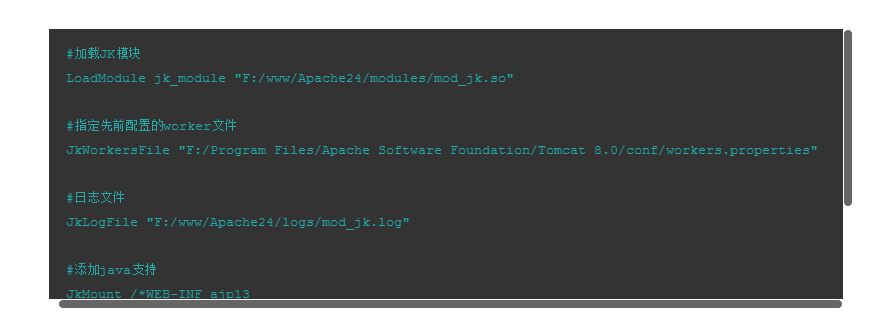 #加载JK模块
LoadModule jk_module "F:/www/Apache24/modules/mod_jk.so"
#指定先前配置的worker文件
JkWorkersFile "F:/Program Files/Apache Software Foundation/Tomcat 8.0/conf/workers.properties"
#日志文件
JkLogFile "F:/www/Apache24/logs/mod_jk.log"
#添加java支持
JkMount /*WEB-INF ajp13